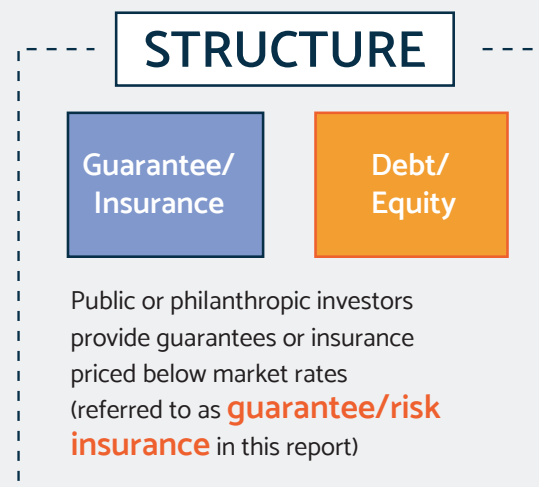 STRUCTURE
Guarantee/
Insurance
Debt/
Equity
Public or philanthropic investors
provide guarantees or insurance
priced below market rates
(referred to as guarantee/risk
insurance in this report)